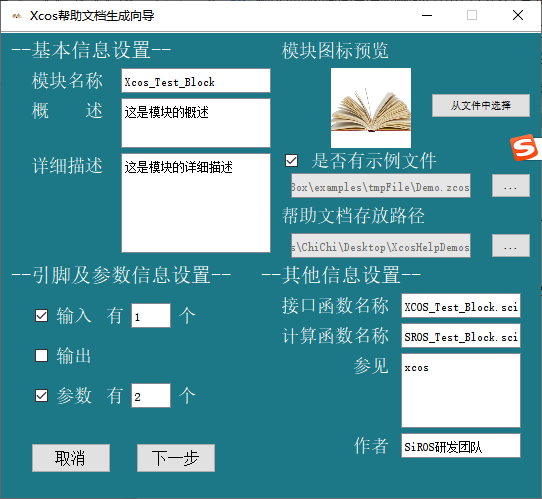 Xcos帮助文档生成向导
--基本信息设置--
模块名称 Xcos_Test_Block
概 述 这是模块的概述
详细描述 这是模块的详细描述
模块图标预览
从文件中选择
是否有示例文件
Box\examples\tmpFile\Demo.zcos ...
帮助文档存放路径
s\ChiChi\Desktop\XcosHelpDemos ...
--引脚及参数信息设置--
输入 有 1 个
输出
参数 有 2 个
取消 下一步
--其他信息设置--
接口函数名称 XCOS_Test_Block.sci
计算函数名称 SROS_Test_Block.sci
参见 xcos
作者 SiROS研发团队
S